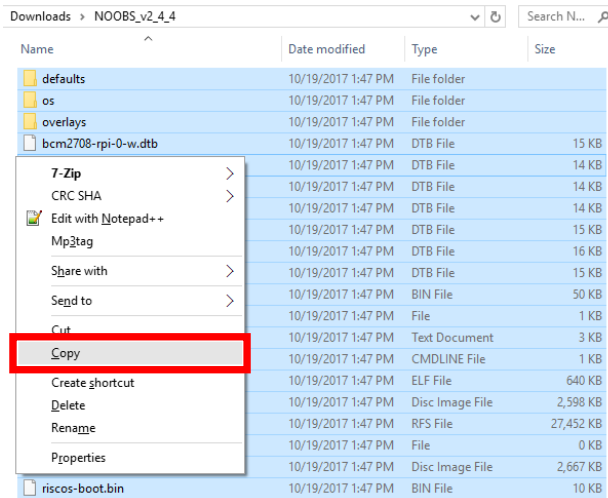 Downloads > NOOBS_v2_4_4
Search N...
Name Date modified Type Size
defaults 10/19/2017 1:47 PM File folder
os 10/19/2017 1:47 PM File folder
overlays 10/19/2017 1:47 PM File folder
bcm2708-rpi-0-w.dtb 10/19/2017 1:47 PM DTB File 15 KB
10/19/2017 1:47 PM DTB File 14 KB
10/19/2017 1:47 PM DTB File 14 KB
10/19/2017 1:47 PM DTB File 14 KB
10/19/2017 1:47 PM DTB File 15 KB
10/19/2017 1:47 PM DTB File 16 KB
10/19/2017 1:47 PM DTB File 15 KB
10/19/2017 1:47 PM BIN File 50 KB
10/19/2017 1:47 PM File 1 KB
10/19/2017 1:47 PM Text Document 3 KB
10/19/2017 1:47 PM CMDLINE File 1 KB
10/19/2017 1:47 PM ELF File 640 KB
10/19/2017 1:47 PM Disc Image File 2,598 KB
10/19/2017 1:47 PM RFS File 27,452 KB
10/19/2017 1:47 PM File 0 KB
10/19/2017 1:47 PM Disc Image File 2,667 KB
riscos-boot.bin 10/19/2017 1:47 PM BIN File 10 KB
7-Zip
CRC SHA
Edit with Notepad++
Mp3tag
Share with
Send to
Cut
Copy
Create shortcut
Delete
Rename
Properties